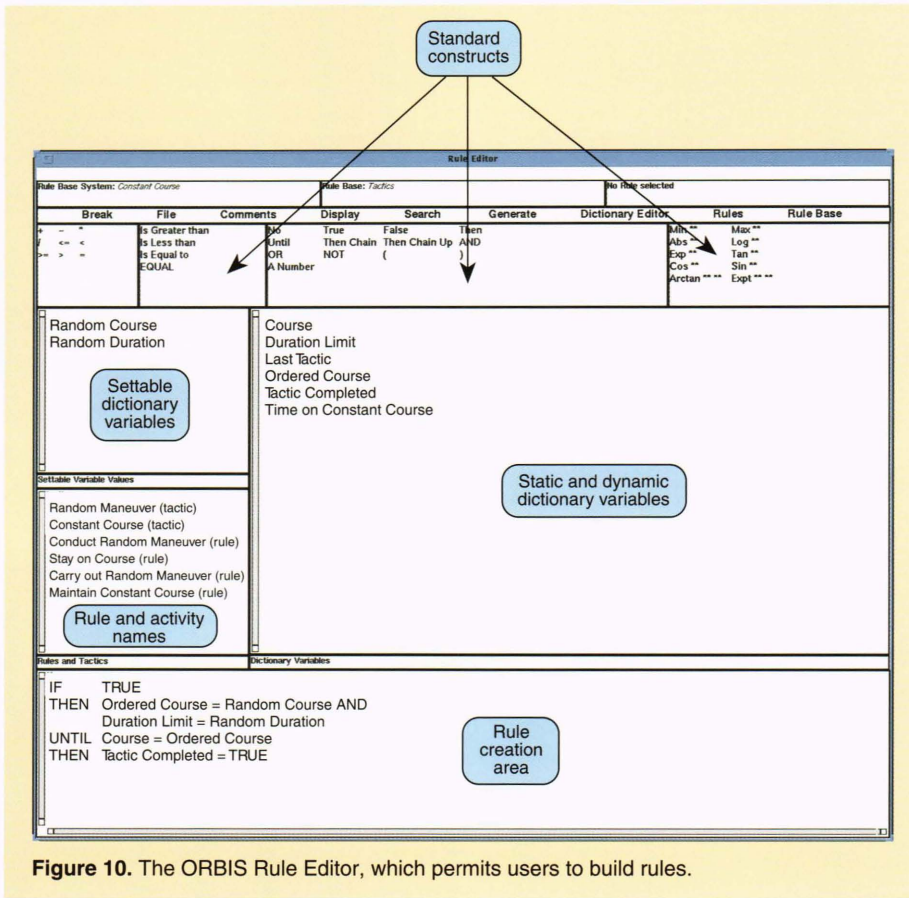 Standard
constructs
Rule Editor
Rule Base System: Constant Course
Rule Base: Tactics
No Rule selected
Break File Comments Display Search Generate Dictionary Editor Rules Rule Base
+ - *
/ <= <
>= > =
Is Greater than
Is Less than
Is Equal to
EQUAL
No True False Then
Until Then Chain Then Chain Up AND
OR NOT ( )
A Number
Min ** Max **
Abs ** Log **
Exp ** Tan **
Cos ** Sin **
Arctan ** ** Expt ** **
Random Course
Random Duration
Settable
dictionary
variables
Settable Variable Values
Course
Duration Limit
Last Tactic
Ordered Course
Tactic Completed
Time on Constant Course
Static and dynamic
dictionary variables
Random Maneuver (tactic)
Constant Course (tactic)
Conduct Random Maneuver (rule)
Stay on Course (rule)
Carry out Random Maneuver (rule)
Maintain Constant Course (rule)
Rule and activity
names
Rules and Tactics
Dictionary Variables
IF TRUE
THEN Ordered Course = Random Course AND
Duration Limit = Random Duration
UNTIL Course = Ordered Course
THEN Tactic Completed = TRUE
Rule
creation
area
Figure 10. The ORBIS Rule Editor, which permits users to build rules.